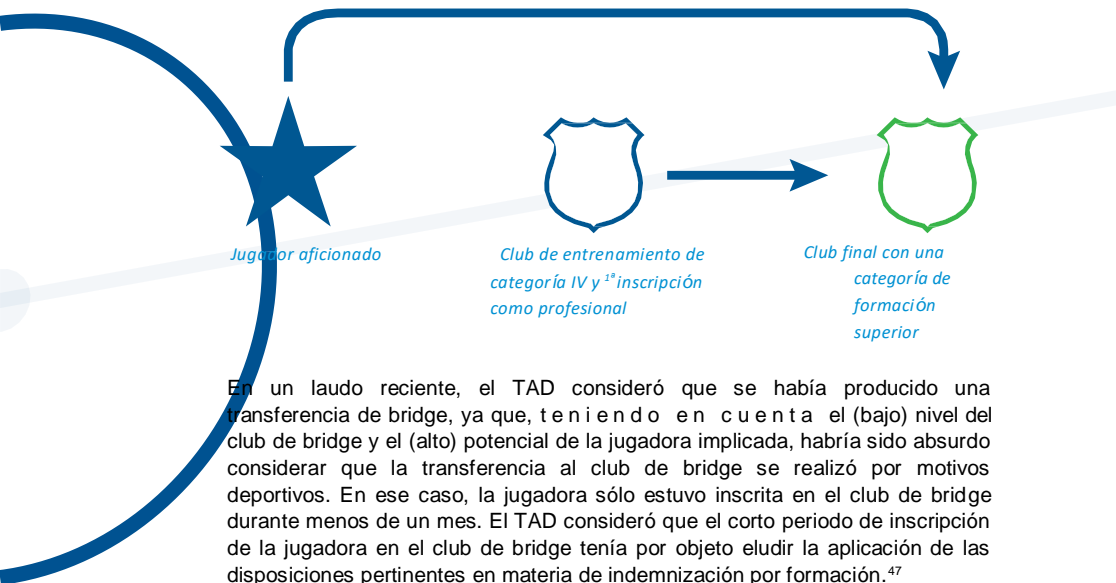 Jugador aficionado
Club de entrenamiento de
categoría IV y 1ª inscripción
como profesional
Club final con una
categoría de
formación
superior
En un laudo reciente, el TAD consideró que se había producido una
transferencia de bridge, ya que, teniendo en cuenta el (bajo) nivel del
club de bridge y el (alto) potencial de la jugadora implicada, habría sido absurdo
considerar que la transferencia al club de bridge se realizó por motivos
deportivos. En ese caso, la jugadora sólo estuvo inscrita en el club de bridge
durante menos de un mes. El TAD consideró que el corto periodo de inscripción
de la jugadora en el club de bridge tenía por objeto eludir la aplicación de las
disposiciones pertinentes en materia de indemnización por formación.47